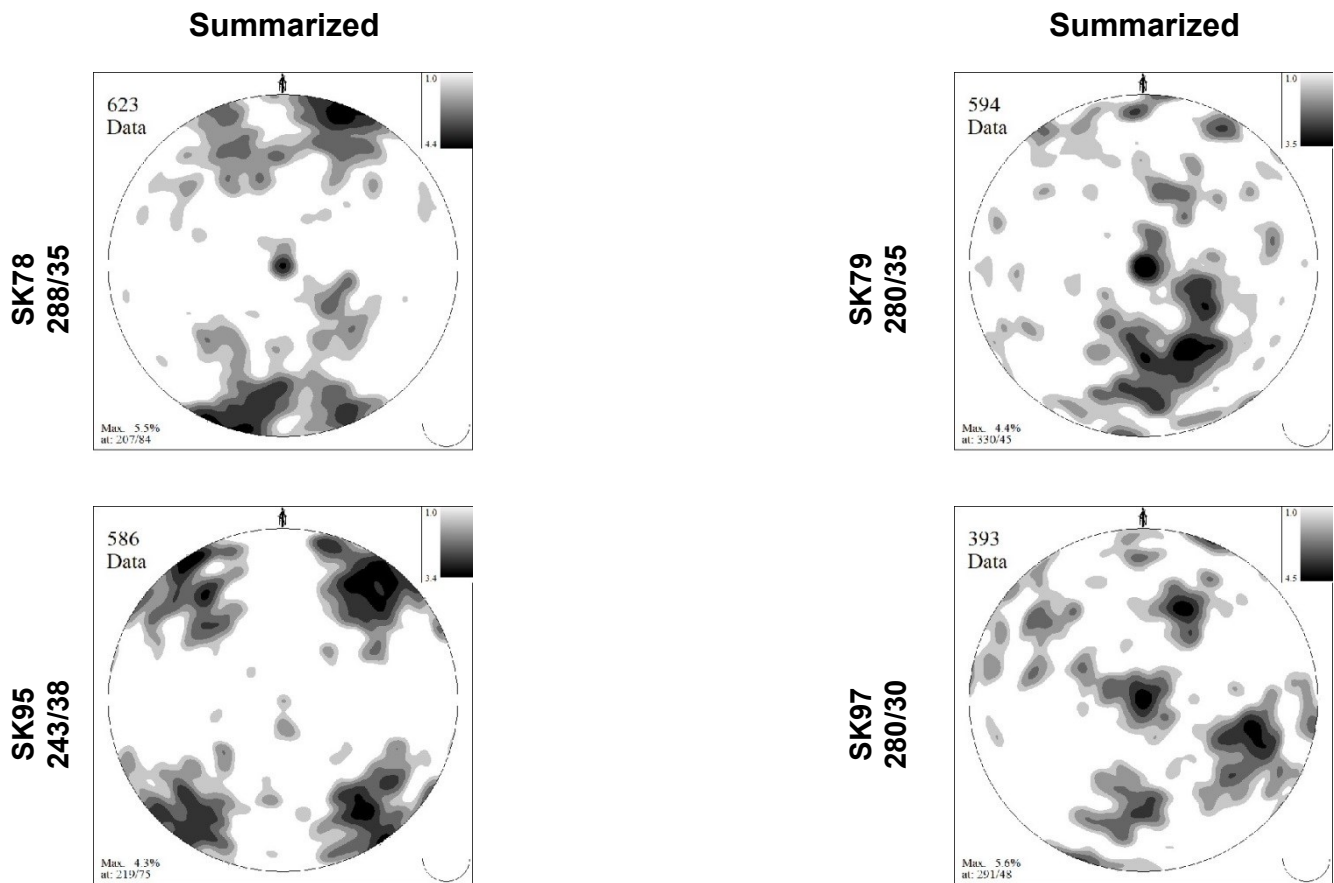 Summarized
Summarized
SK78
288/35
623
Data
1.0
4.4
Max. 5.5%
at: 207/84
SK79
280/35
594
Data
1.0
3.5
Max. 4.4%
at: 330/45
SK95
243/38
586
Data
1.0
3.4
Max. 4.3%
at: 219/75
SK97
280/30
393
Data
1.0
4.5
Max. 5.6%
at: 291/48